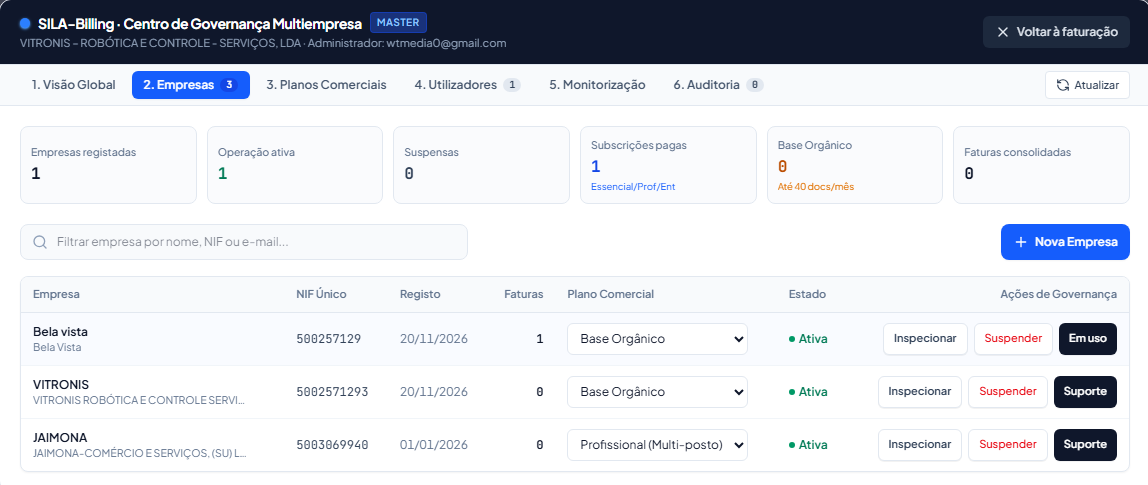 SILA-Billing · Centro de Governança Multiempresa MASTER
VITRONIS - ROBÓTICA E CONTROLE - SERVIÇOS, LDA · Administrador: wtmedia0@gmail.com
Voltar à faturação
1. Visão Global 2. Empresas 3 3. Planos Comerciais 4. Utilizadores 1 5. Monitorização 6. Auditoria 0 Atualizar
Empresas registadas
1
Operação ativa
1
Suspensas
0
Subscrições pagas
1
Essencial/Prof/Ent
Base Orgânico
0
Até 40 docs/mês
Faturas consolidadas
0
Filtrar empresa por nome, NIF ou e-mail...
+ Nova Empresa
Empresa NIF Único Registo Faturas Plano Comercial Estado Ações de Governança
Bela vista
Bela Vista
500257129 20/11/2026 1 Base Orgânico Ativa Inspecionar Suspender Em uso
VITRONIS
VITRONIS ROBÓTICA E CONTROLE SERVI...
5002571293 20/11/2026 0 Base Orgânico Ativa Inspecionar Suspender Suporte
JAIMONA
JAIMONA-COMÉRCIO E SERVIÇOS, (SU) L...
5003069940 01/01/2026 0 Profissional (Multi-posto) Ativa Inspecionar Suspender Suporte